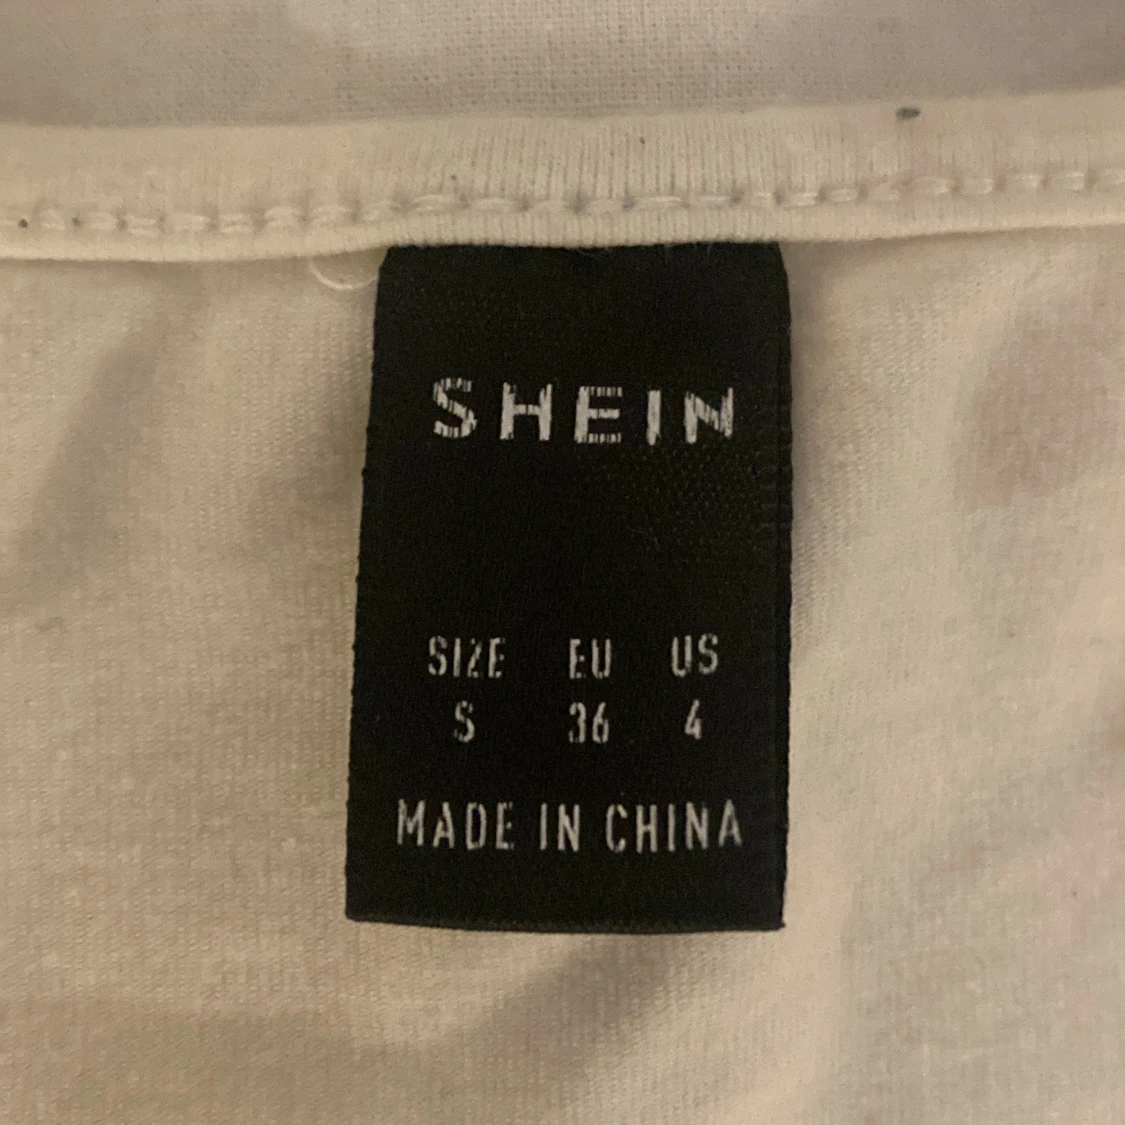 SHEIN
SIZE EU US
S 36 4
MADE IN CHINA